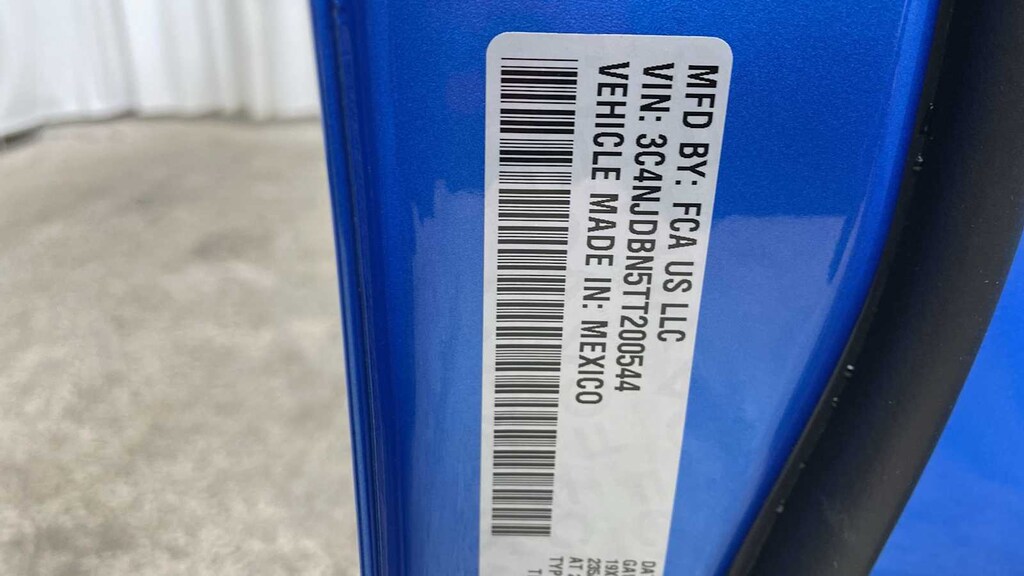 MFD BY: FCA US LLC
VIN: 3C4NJDBN5TT200544
VEHICLE MADE IN: MEXICO